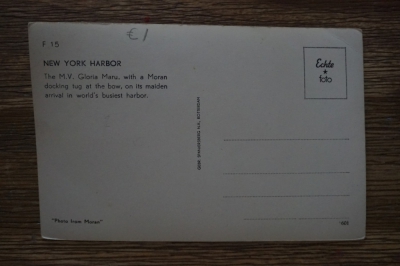 F 15
€ 1
NEW YORK HARBOR
The M.V. Gloria Maru, with a Moran
docking tug at the bow, on its maiden
arrival in world's busiest harbor.
Echte
foto
"Photo from Moran"